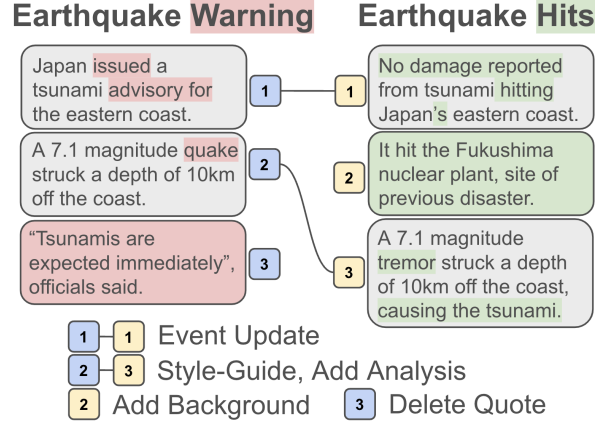 Earthquake Warning
Japan issued a
tsunami advisory for
the eastern coast.
1
A 7.1 magnitude quake
struck a depth of 10km
off the coast.
2
“Tsunamis are
expected immediately”,
officials said.
3
Earthquake Hits
1
No damage reported
from tsunami hitting
Japan’s eastern coast.
2
It hit the Fukushima
nuclear plant, site of
previous disaster.
3
A 7.1 magnitude
tremor struck a depth
of 10km off the coast,
causing the tsunami.
1 1 Event Update
2 3 Style-Guide, Add Analysis
2 Add Background 3 Delete Quote